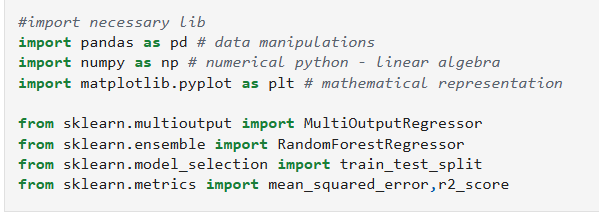 #import necessary lib
import pandas as pd # data manipulations
import numpy as np # numerical python - linear algebra
import matplotlib.pyplot as plt # mathematical representation
from sklearn.multioutput import MultiOutputRegressor
from sklearn.ensemble import RandomForestRegressor
from sklearn.model_selection import train_test_split
from sklearn.metrics import mean_squared_error,r2_score